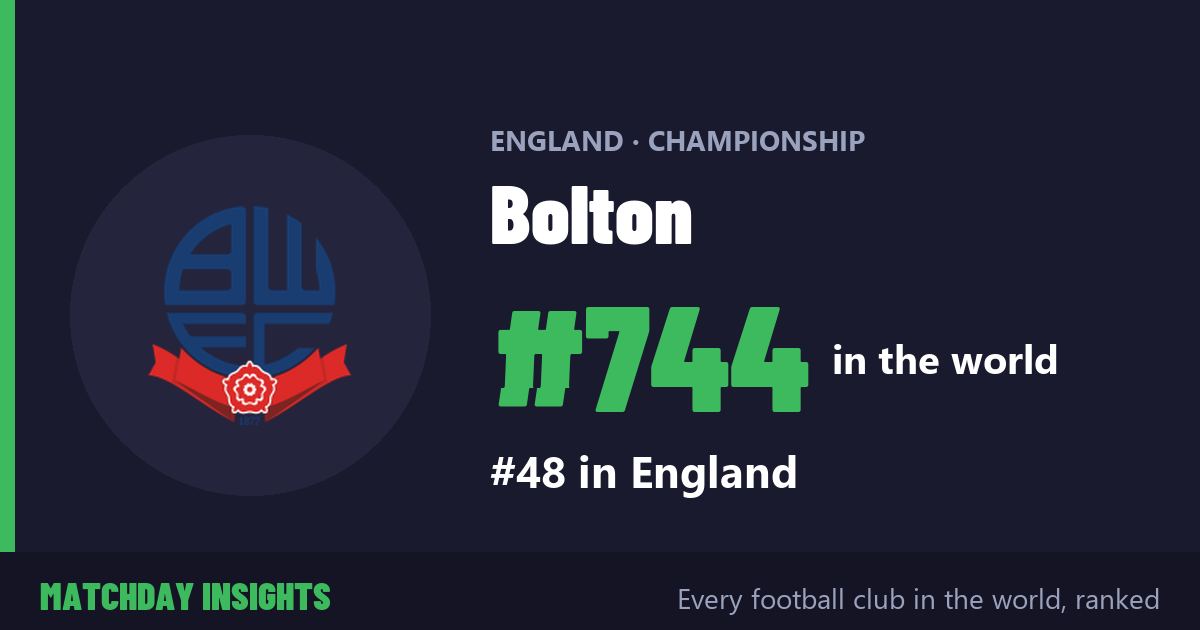 ENGLAND · CHAMPIONSHIP
Bolton
#744 in the world
#48 in England
1877
MATCHDAY INSIGHTS
Every football club in the world, ranked